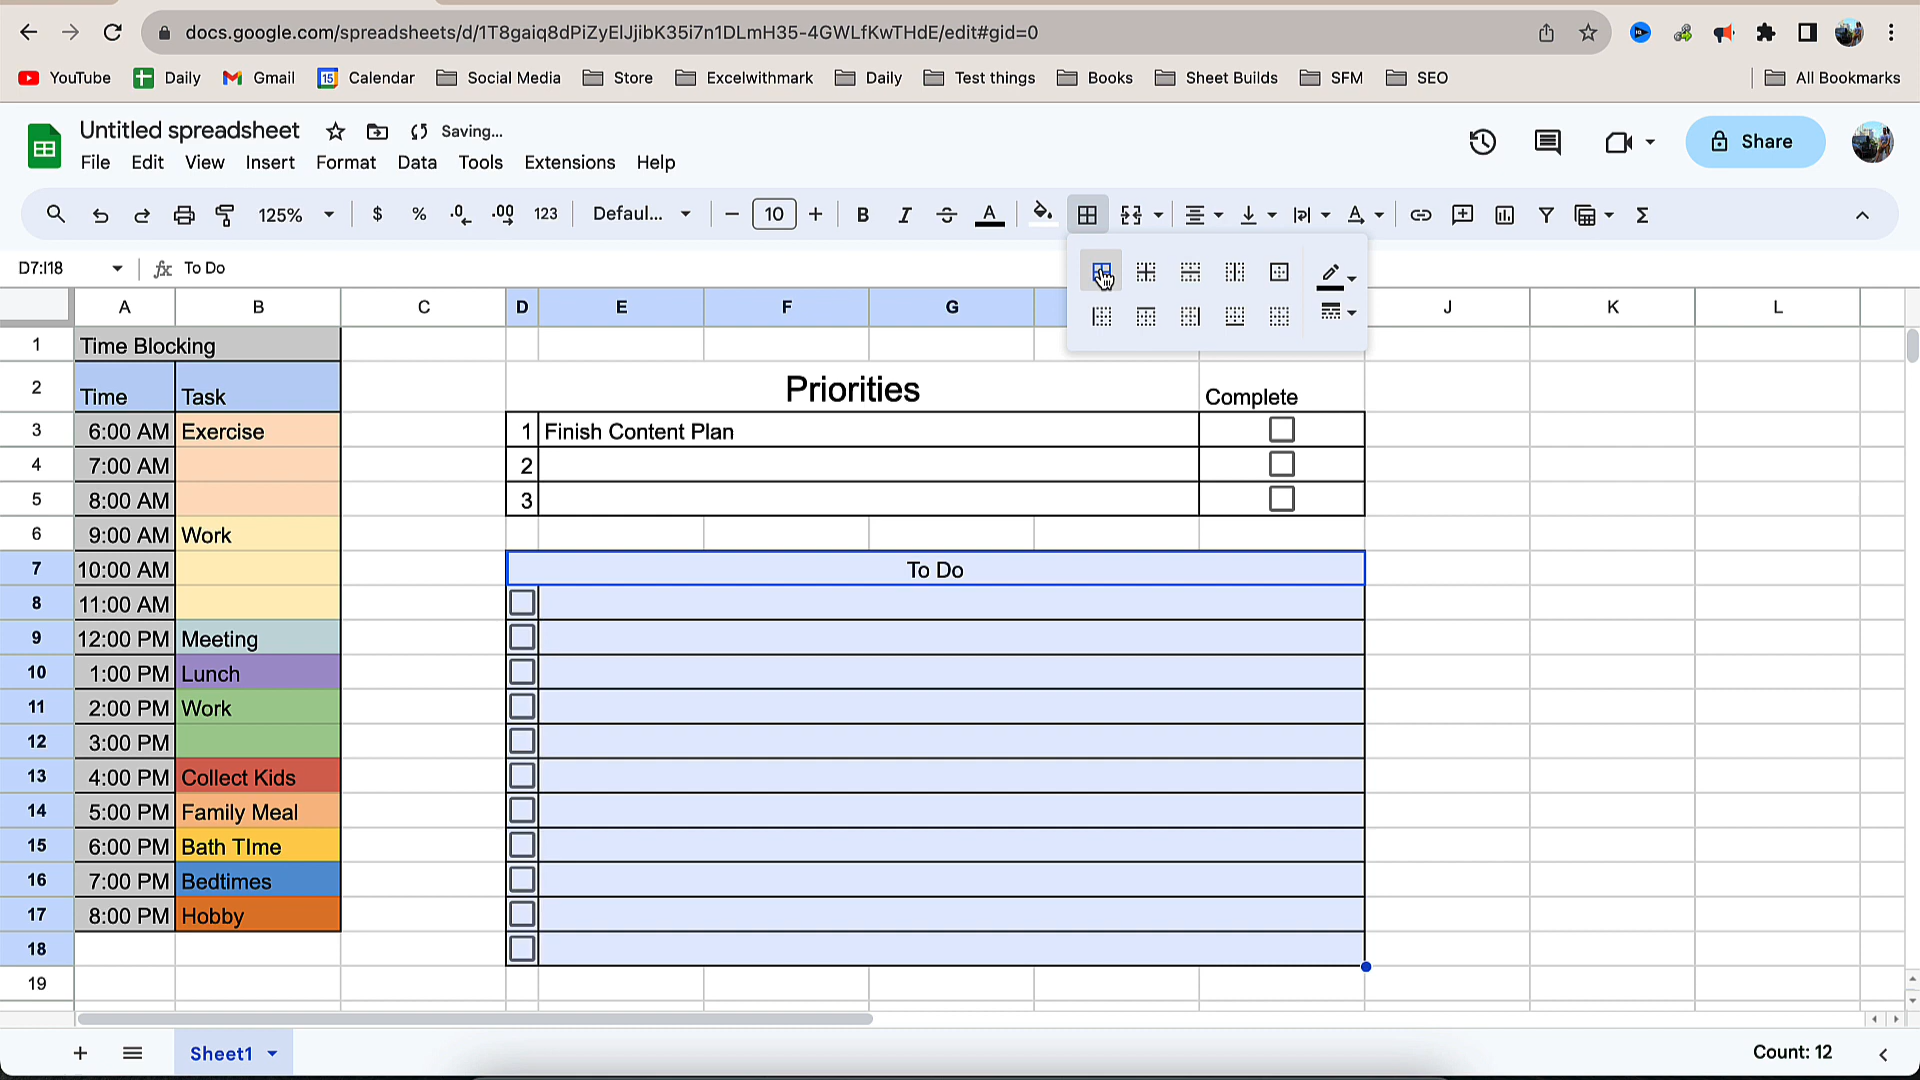 docs.google.com/spreadsheets/d/1T8gaiq8dPiZyElJjibK35i7n1DLmH35-4GWLfKwTHdE/edit#gid=0
YouTube Daily Gmail 15 Calendar Social Media Store Excelwithmark Daily Test things Books Sheet Builds SFM SEO All Bookmarks
Untitled spreadsheet Saving...
File Edit View Insert Format Data Tools Extensions Help Share
125% $ % .0 .00 123 Defaul... 10 B I A A Σ
D7:I18 fx To Do
A B C D E F G J K L
1 Time Blocking
2 Time Task Priorities Complete
3 6:00 AM Exercise 1 Finish Content Plan
4 7:00 AM 2
5 8:00 AM 3
6 9:00 AM Work
7 10:00 AM To Do
8 11:00 AM
9 12:00 PM Meeting
10 1:00 PM Lunch
11 2:00 PM Work
12 3:00 PM
13 4:00 PM Collect Kids
14 5:00 PM Family Meal
15 6:00 PM Bath TIme
16 7:00 PM Bedtimes
17 8:00 PM Hobby
18
19
Sheet1 Count: 12